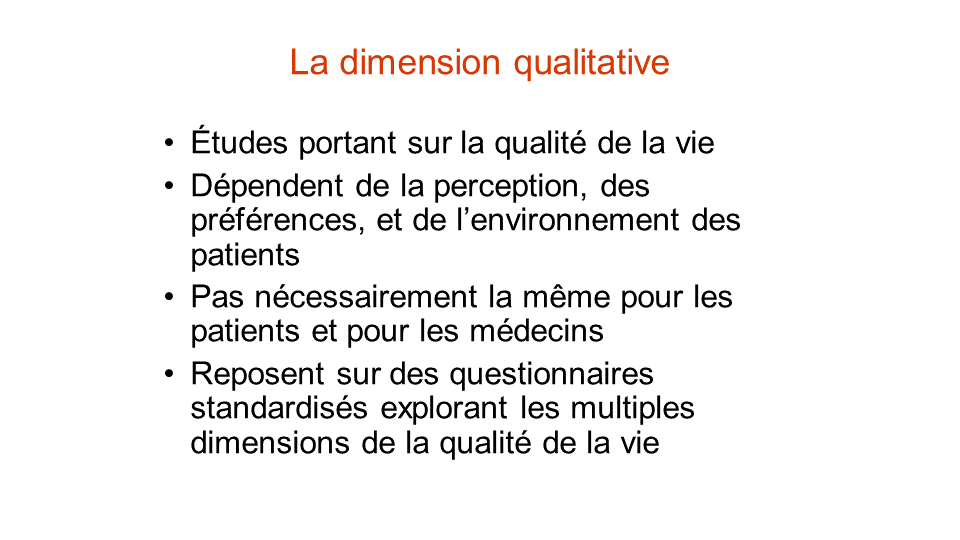 La dimension qualitative
• Études portant sur la qualité de la vie
• Dépendent de la perception, des
préférences, et de l’environnement des
patients
• Pas nécessairement la même pour les
patients et pour les médecins
• Reposent sur des questionnaires
standardisés explorant les multiples
dimensions de la qualité de la vie